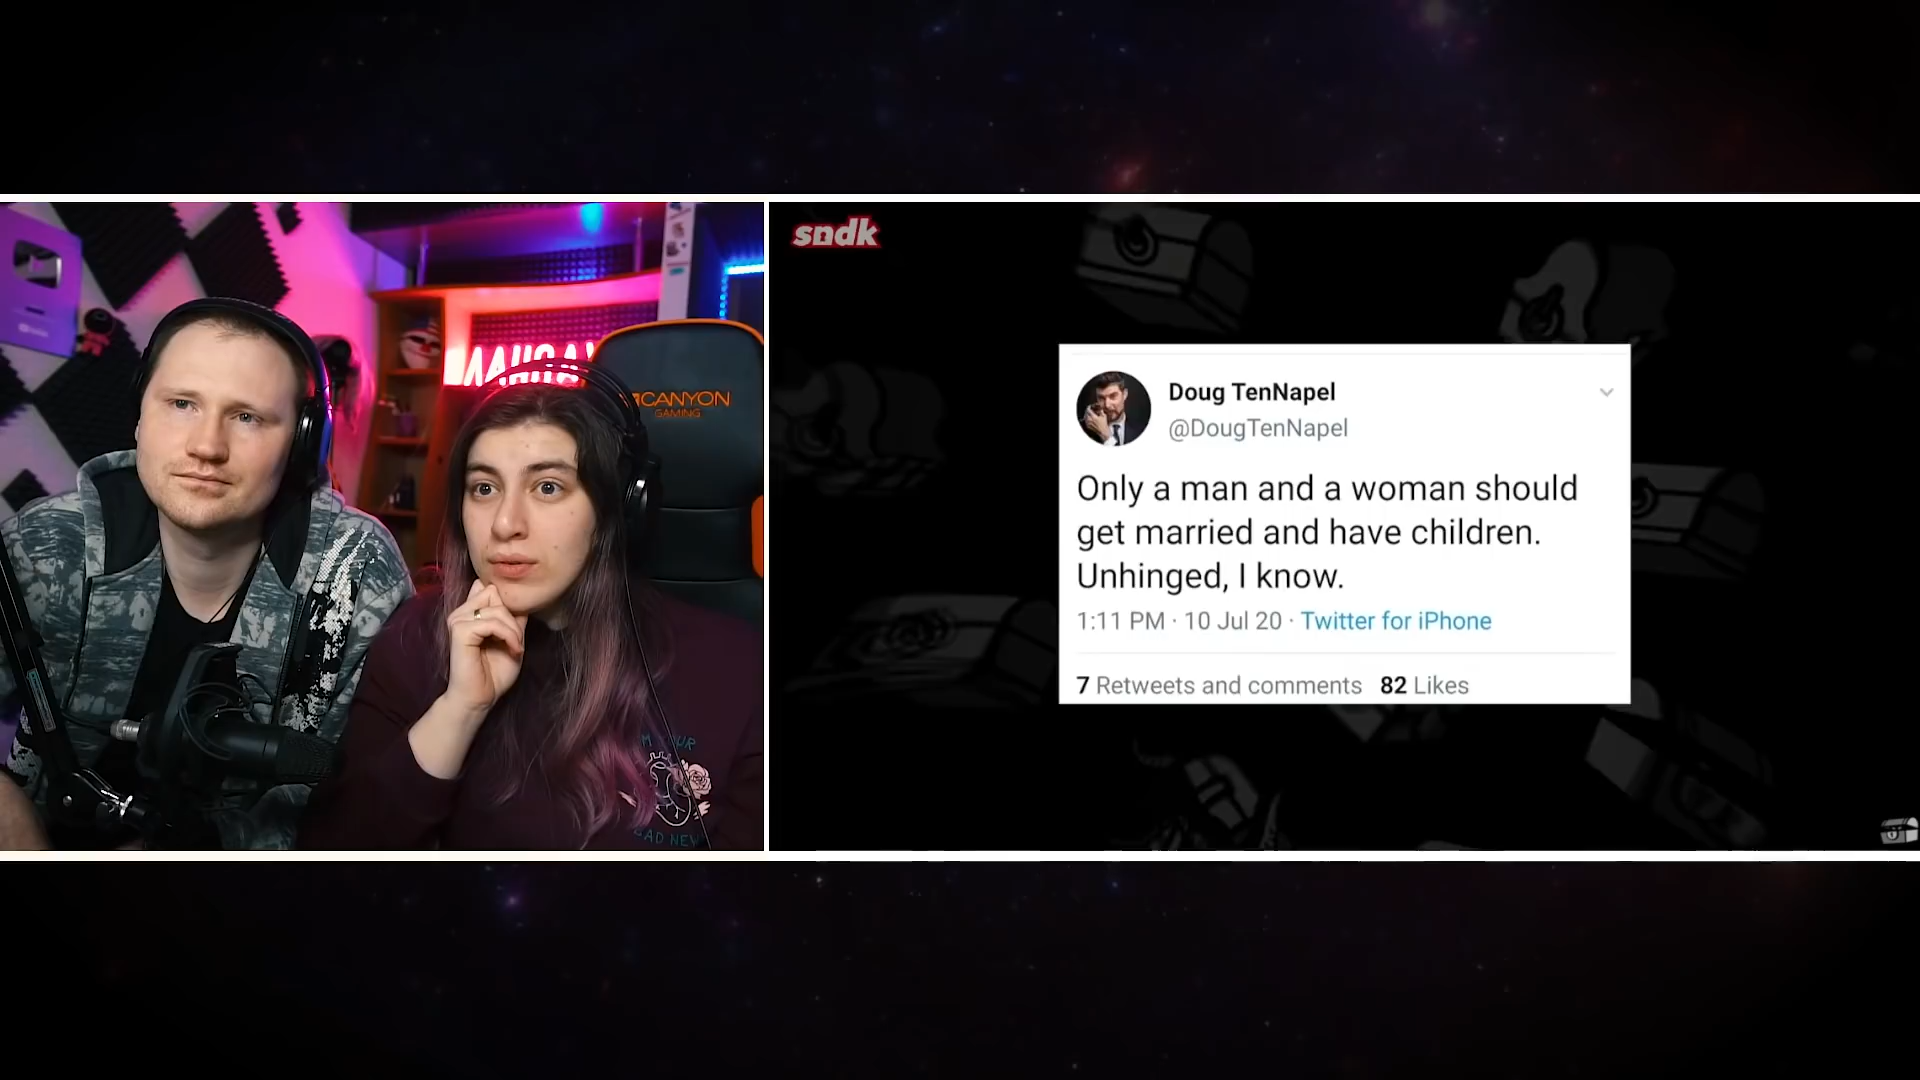 sndk
CANYON
GAMING
Doug TenNapel
@DougTenNapel
Only a man and a woman should
get married and have children.
Unhinged, I know.
1:11 PM · 10 Jul 20 · Twitter for iPhone
7 Retweets and comments 82 Likes